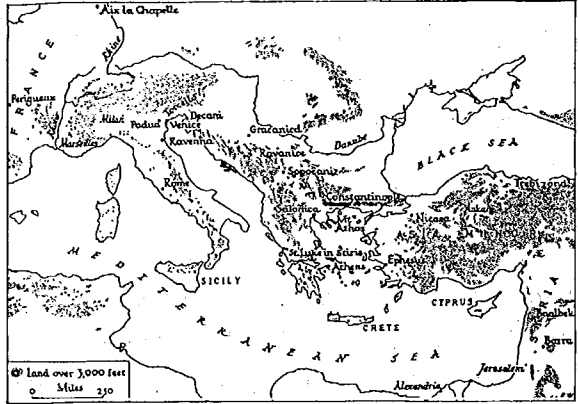 Aix la Chapelle
Rhine
FRANCE
Perigueux
Milan
Padua
Marseilles
Venice
Decani
Ravenna
Gračanica
Ravanica
Danube
BLACK SEA
Sopoćani
Constantinople
Trebizond
Rome
Salonica
Mt
Athos
Nicaea
St. Luke in Stiris
Athens
Ephesus
SICILY
CYPRUS
SYRIA
Baalbek
CRETE
MEDITERRANEAN SEA
Jerusalem
Alexandria
Land over 3,000 feet
Miles
0 250